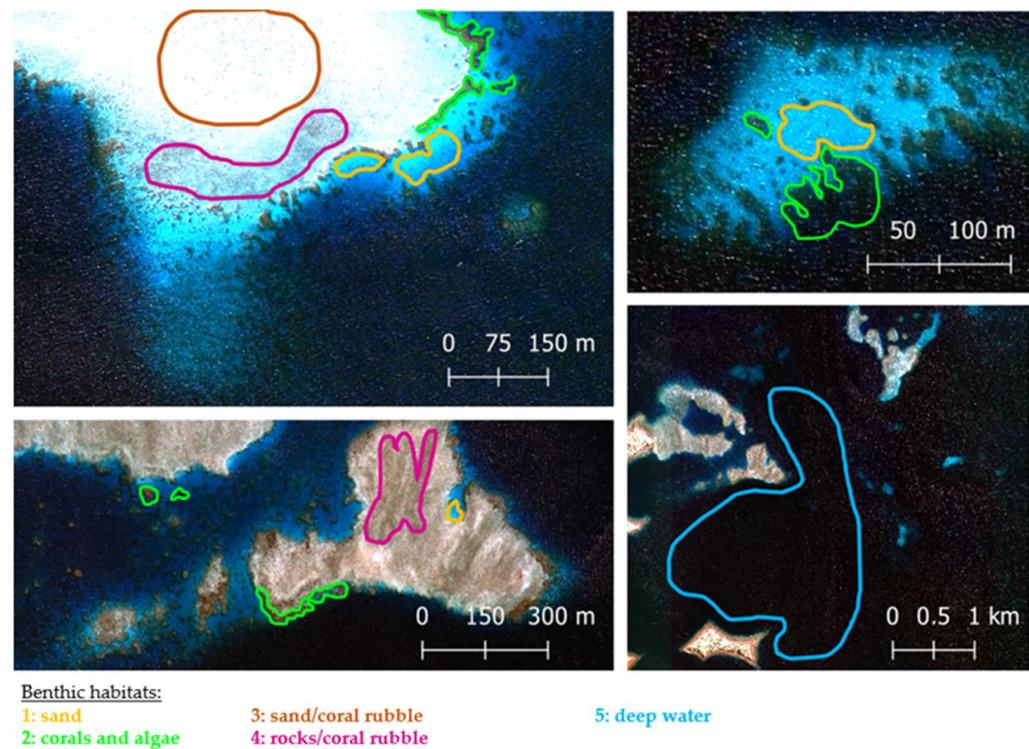 50 100 m
0 75 150 m
0 150 300 m
0 0.5 1 km
Benthic habitats:
1: sand
3: sand/coral rubble
5: deep water
2: corals and algae
4: rocks/coral rubble